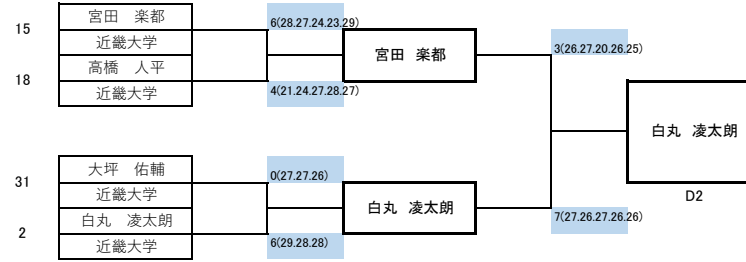 15
宮田　楽都
近畿大学
6(28.27.24.23.29)
18
高橋　人平
近畿大学
4(21.24.27.28.27)
宮田 楽都
3(26.27.20.26.25)
31
大坪　佑輔
近畿大学
0(27.27.26)
2
白丸　凌太朗
近畿大学
6(29.28.28)
白丸 凌太朗
7(27.26.27.26.26)
白丸 凌太朗
D2